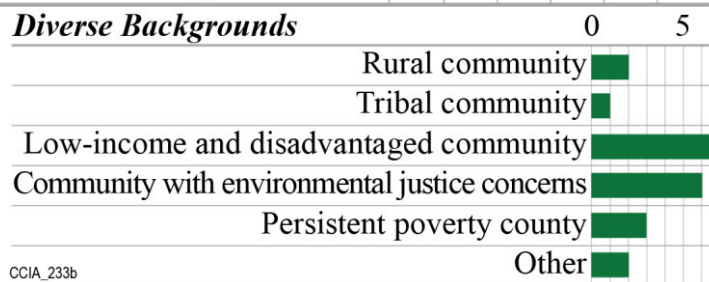 Diverse Backgrounds 0 5
Rural community
Tribal community
Low-income and disadvantaged community
Community with environmental justice concerns
Persistent poverty county
Other
CCIA_233b